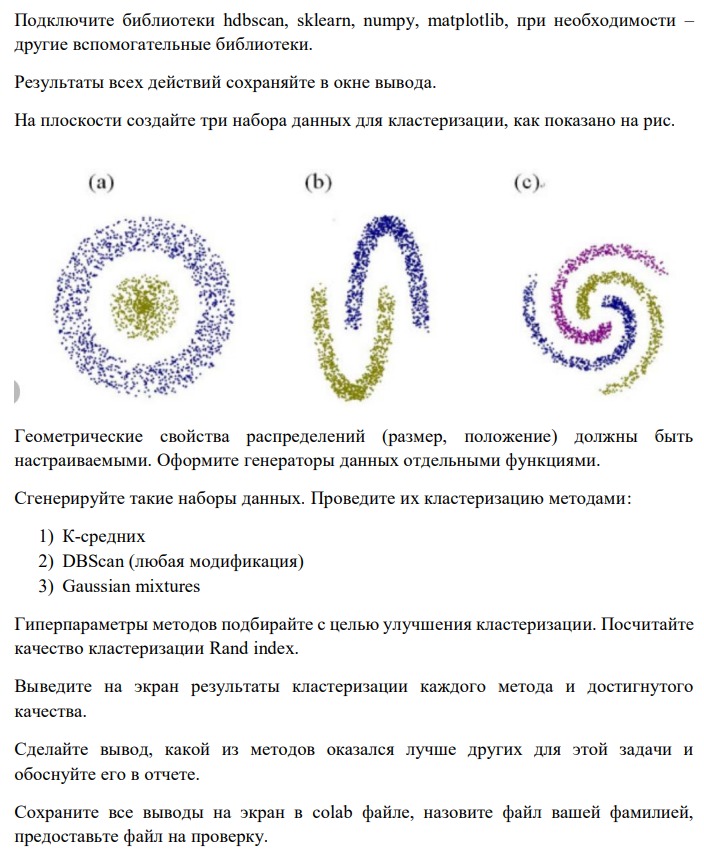 Подключите библиотеки hdbscan, sklearn, numpy, matplotlib, при необходимости –
другие вспомогательные библиотеки.
Результаты всех действий сохраняйте в окне вывода.
На плоскости создайте три набора данных для кластеризации, как показано на рис.
(a) (b) (c)
Геометрические свойства распределений (размер, положение) должны быть
настраиваемыми. Оформите генераторы данных отдельными функциями.
Сгенерируйте такие наборы данных. Проведите их кластеризацию методами:
1) К-средних
2) DBScan (любая модификация)
3) Gaussian mixtures
Гиперпараметры методов подбирайте с целью улучшения кластеризации. Посчитайте
качество кластеризации Rand index.
Выведите на экран результаты кластеризации каждого метода и достигнутого
качества.
Сделайте вывод, какой из методов оказался лучше других для этой задачи и
обоснуйте его в отчете.
Сохраните все выводы на экран в colab файле, назовите файл вашей фамилией,
предоставьте файл на проверку.